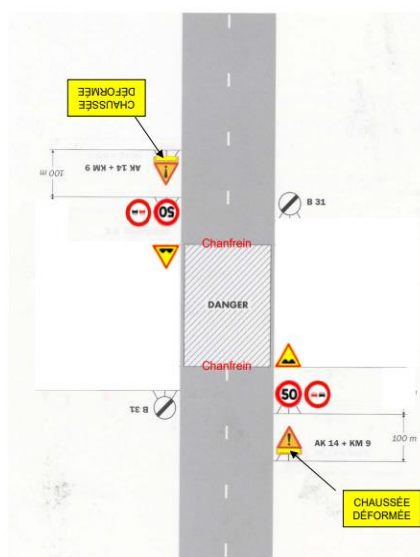 CHAUSSÉE
DÉFORMÉE
100 m
AK 14 + KM 9
50
B 31
Chanfrein
DANGER
Chanfrein
B 31
50
AK 14 + KM 9
100 m
CHAUSSÉE
DÉFORMÉE